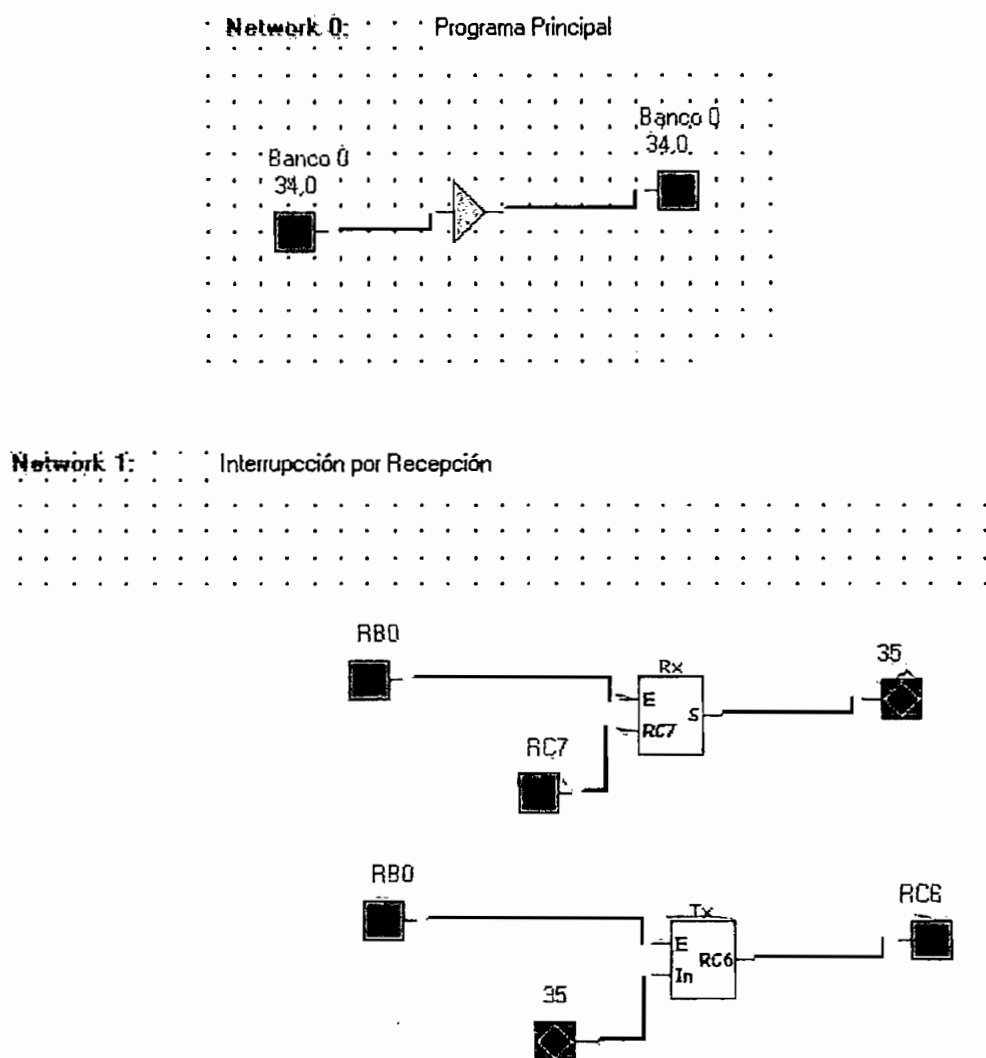 Network 0: Programa Principal
Banco 0
34,0
Banco 0
34,0
Network 1: Interrupcción por Recepción
RB0
Rx
E
RC7
S
35
RC7
RB0
Tx
E
In
RC6
RC6
35